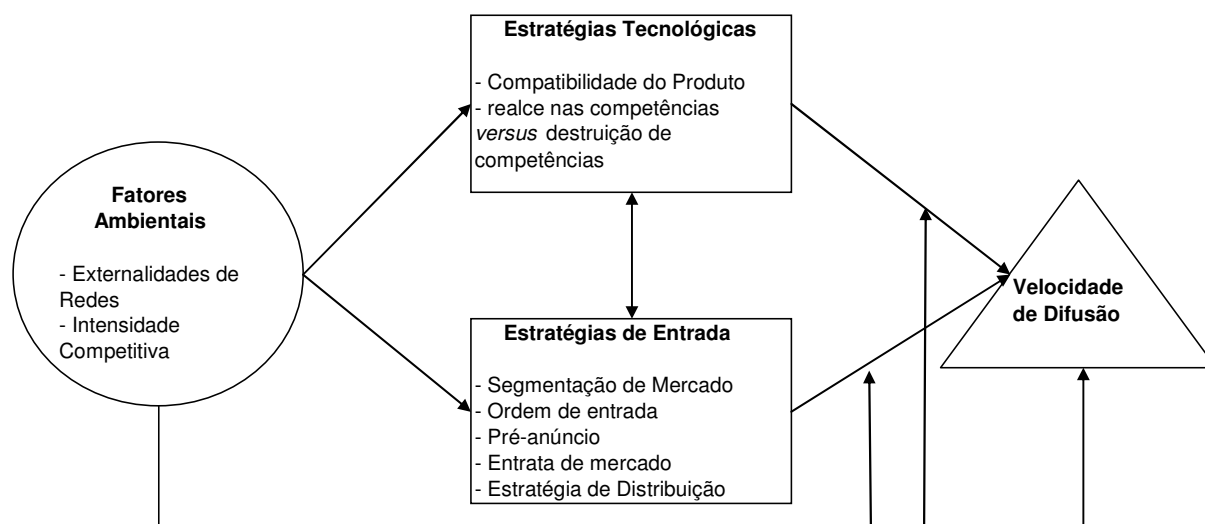 Estratégias Tecnológicas
- Compatibilidade do Produto
- realce nas competências
versus destruição de
competências
Fatores
Ambientais
- Externalidades de
Redes
- Intensidade
Competitiva
Velocidade
de Difusão
Estratégias de Entrada
- Segmentação de Mercado
- Ordem de entrada
- Pré-anúncio
- Entrata de mercado
- Estratégia de Distribuição